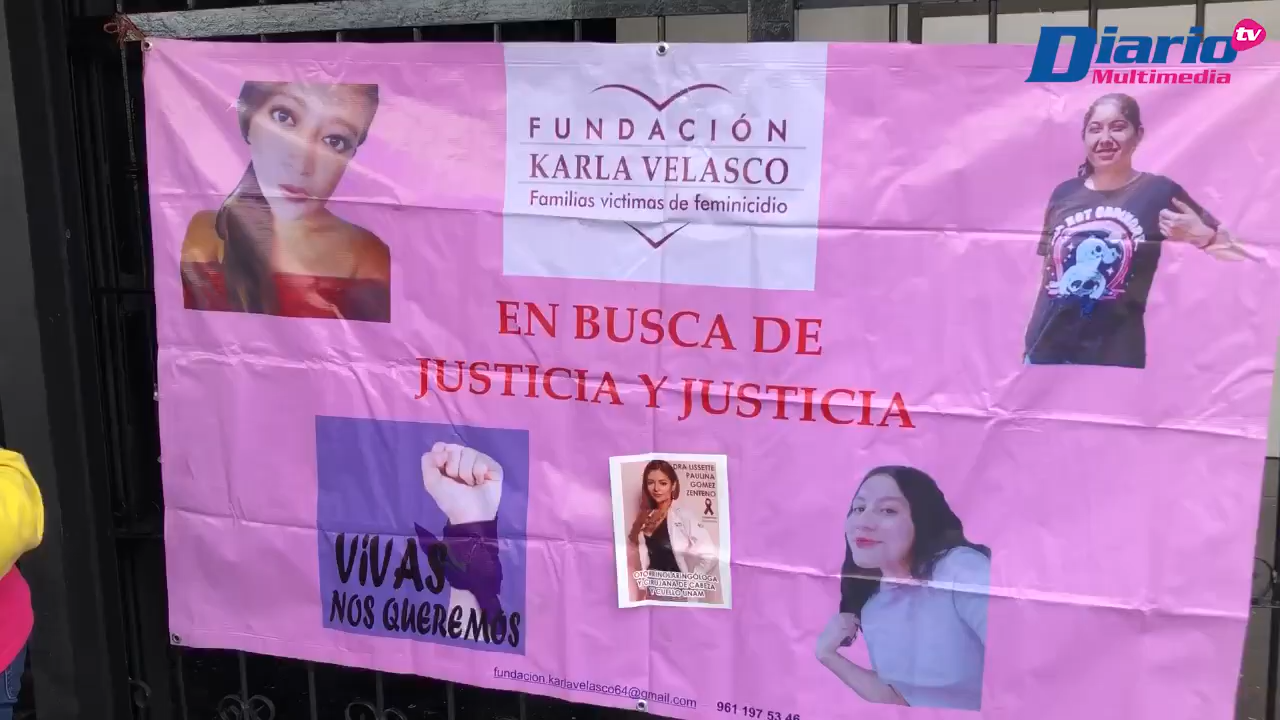 Diario tv
Multimedia
FUNDACIÓN
KARLA VELASCO
Familias victimas de feminicidio
EN BUSCA DE
JUSTICIA Y JUSTICIA
VIVAS
NOS QUEREMOS
DRA LISSETTE
PAULINA
GOMEZ
ZENTENO
OTORRINOLARINGÓLOGA
Y CIRUJANA DE CABEZA
Y CUELLO UNAM
fundacion.karlavelasco64@gmail.com 961 197 53 46